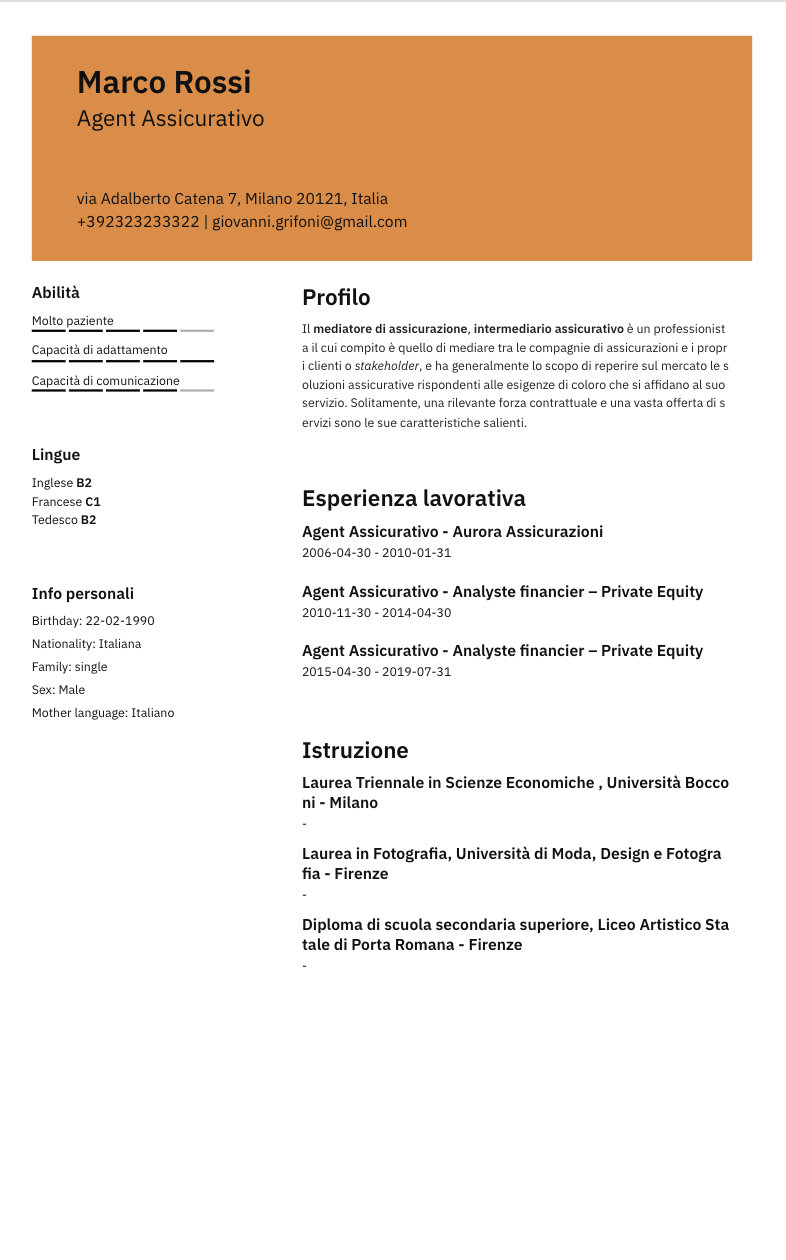 Marco Rossi
Agent Assicurativo
via Adalberto Catena 7, Milano 20121, Italia
+392323233322 | giovanni.grifoni@gmail.com
Abilità
Molto paziente
Capacità di adattamento
Capacità di comunicazione
Lingue
Inglese B2
Francese C1
Tedesco B2
Info personali
Birthday: 22-02-1990
Nationality: Italiana
Family: single
Sex: Male
Mother language: Italiano
Profilo
Il mediatore di assicurazione, intermediario assicurativo è un professionist
a il cui compito è quello di mediare tra le compagnie di assicurazioni e i propr
i clienti o stakeholder, e ha generalmente lo scopo di reperire sul mercato le s
oluzioni assicurative rispondenti alle esigenze di coloro che si affidano al suo
servizio. Solitamente, una rilevante forza contrattuale e una vasta offerta di s
ervizi sono le sue caratteristiche salienti.
Esperienza lavorativa
Agent Assicurativo - Aurora Assicurazioni
2006-04-30 - 2010-01-31
Agent Assicurativo - Analyste financier – Private Equity
2010-11-30 - 2014-04-30
Agent Assicurativo - Analyste financier – Private Equity
2015-04-30 - 2019-07-31
Istruzione
Laurea Triennale in Scienze Economiche , Università Bocco
ni - Milano
-
Laurea in Fotografia, Università di Moda, Design e Fotogra
fia - Firenze
-
Diploma di scuola secondaria superiore, Liceo Artistico Sta
tale di Porta Romana - Firenze
-